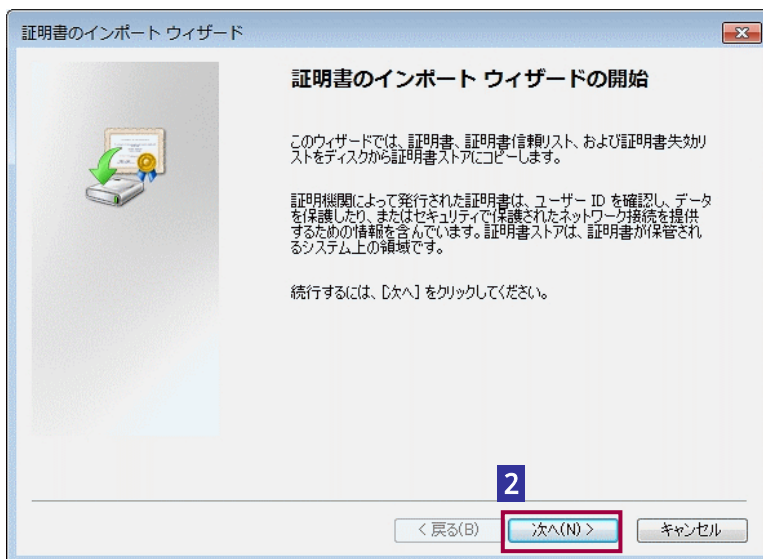 証明書のインポート ウィザード
証明書のインポート ウィザードの開始
このウィザードでは、証明書、証明書信頼リスト、および証明書失効リ
ストをディスクから証明書ストアにコピーします。
証明機関によって発行された証明書は、ユーザー ID を確認し、データ
を保護したり、またはセキュリティで保護されたネットワーク接続を提供
するための情報を含んでいます。証明書ストアは、証明書が保管され
るシステム上の領域です。
続行するには、[次へ] をクリックしてください。
2
< 戻る(B)
次へ(N) >
キャンセル